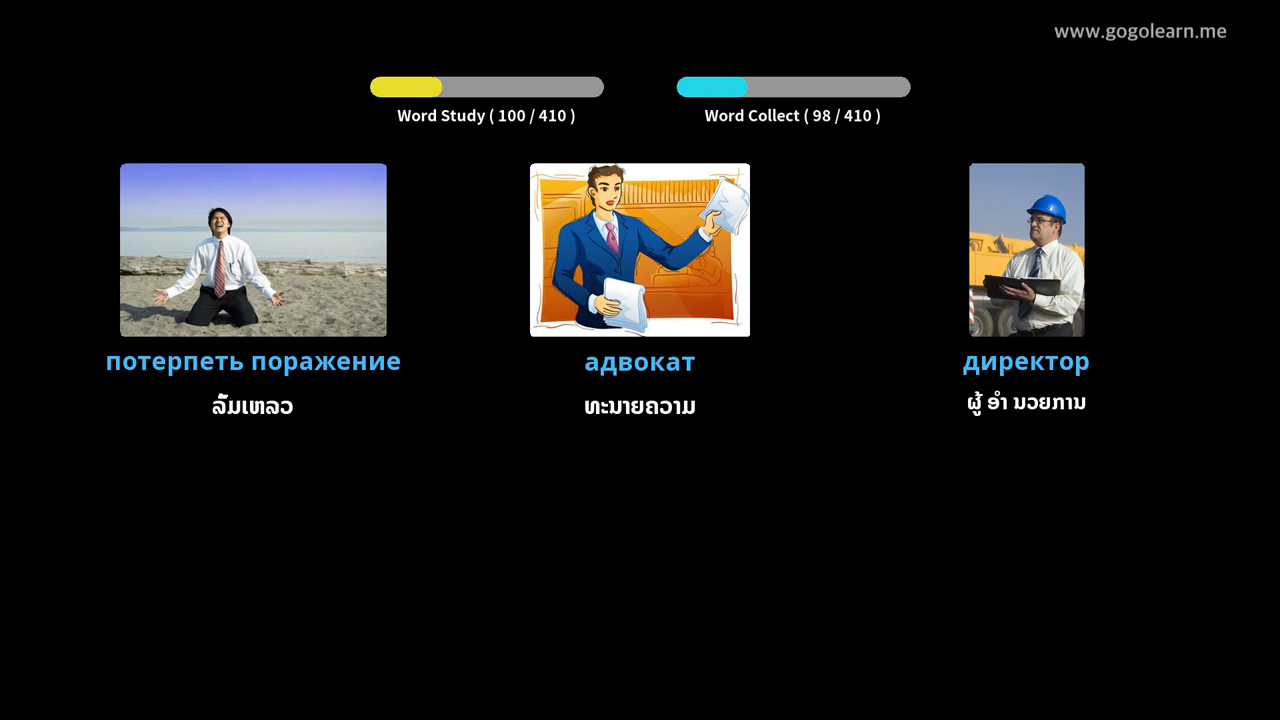 www.gogolearn.me
Word Study ( 100 / 410 )
Word Collect ( 98 / 410 )
потерпеть поражение
адвокат
директор
ລົ້ມເຫລວ
ທະນາຍຄວາມ
ຜູ້ ອໍາ ນວຍການ